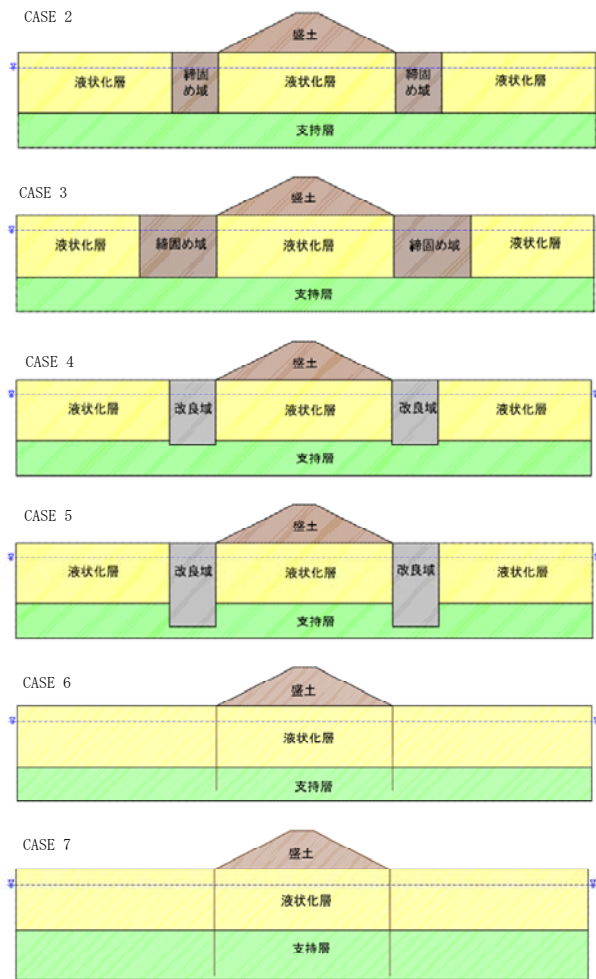 CASE 2
盛土
液状化層
締固
め域
液状化層
締固
め域
液状化層
支持層
CASE 3
盛土
液状化層
締固め域
液状化層
締固め域
液状化層
支持層
CASE 4
盛土
液状化層
改良域
液状化層
改良域
液状化層
支持層
CASE 5
盛土
液状化層
改良域
液状化層
改良域
液状化層
支持層
CASE 6
盛土
液状化層
支持層
CASE 7
盛土
液状化層
支持層